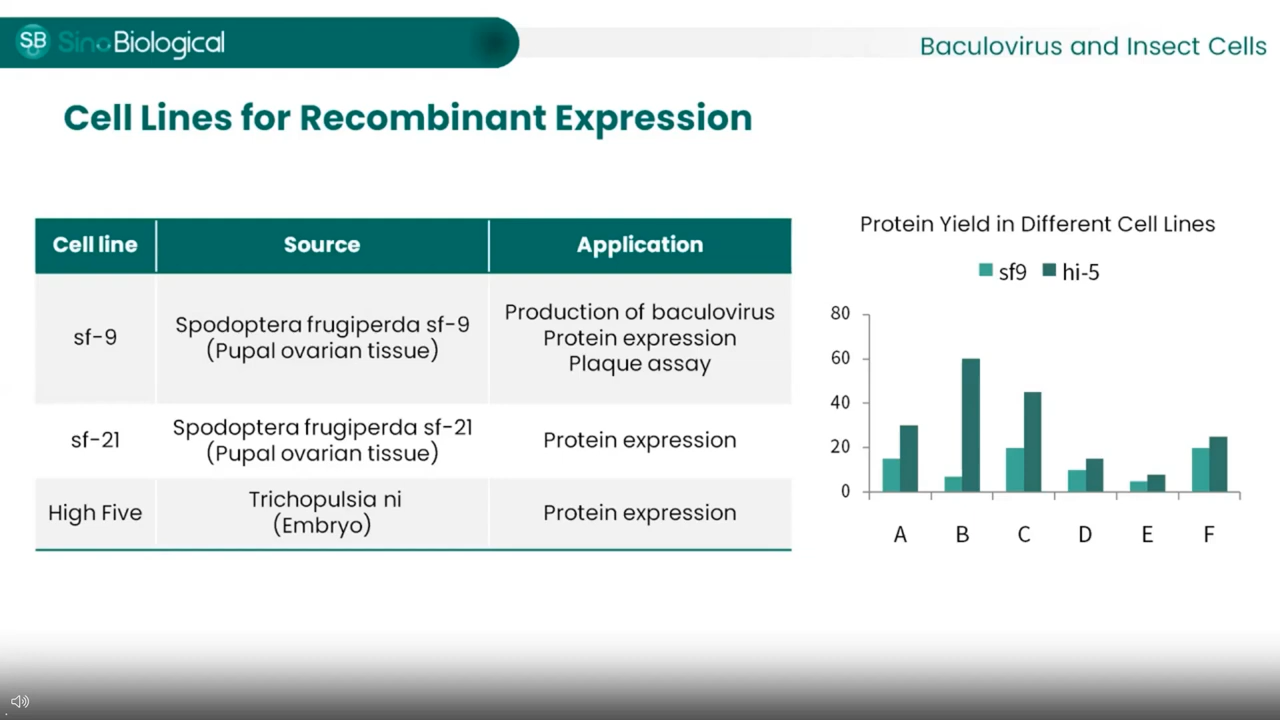 SB SinoBiological
Baculovirus and Insect Cells
Cell Lines for Recombinant Expression
Cell line Source Application
sf-9
Spodoptera frugiperda sf-9
(Pupal ovarian tissue)
Production of baculovirus
Protein expression
Plaque assay
sf-21
Spodoptera frugiperda sf-21
(Pupal ovarian tissue)
Protein expression
High Five
Trichopulsia ni
(Embryo)
Protein expression
Protein Yield in Different Cell Lines
sf9 hi-5
80
60
40
20
0
A B C D E F